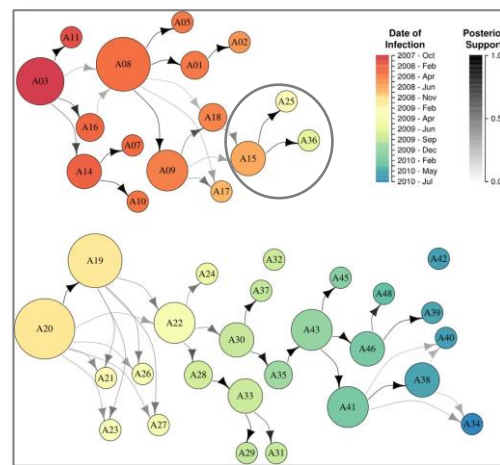 Date of
Infection
Posterio
Suppor
2007 - Oct
2008 - Feb
2008 - Apr
2008 - Jun
2008 - Nov
2009 - Feb
2009 - Apr
2009 - Jun
2009 - Sep
2009 - Dec
2010 - Feb
2010 - May
2010 - Jul
1.0
0.5
0.0
A11
A05
A02
A03
A08
A01
A25
A16
A18
A36
A07
A15
A14
A09
A10
A17
A19
A32
A42
A24
A45
A37
A48
A20
A22
A43
A39
A30
A46
A40
A21
A26
A28
A35
A38
A33
A41
A23
A27
A34
A29
A31